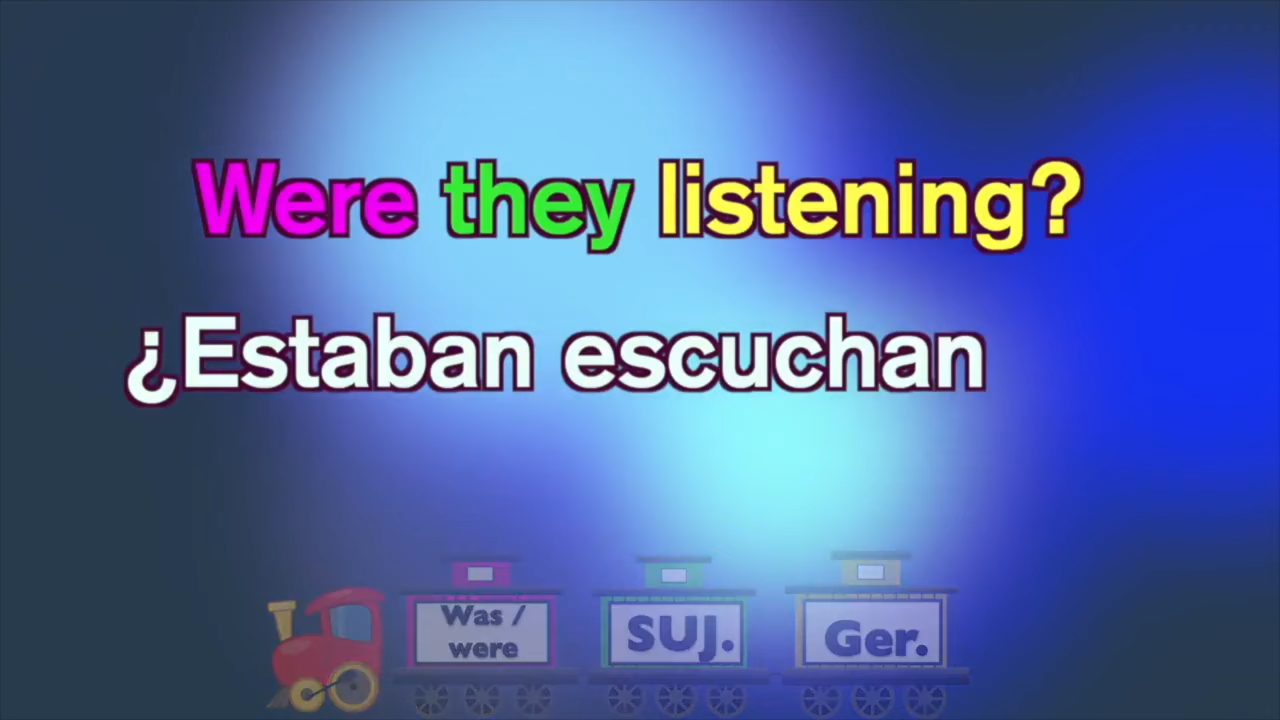 Were they listening?
¿Estaban escuchan
Was /
were
SUJ.
Ger.